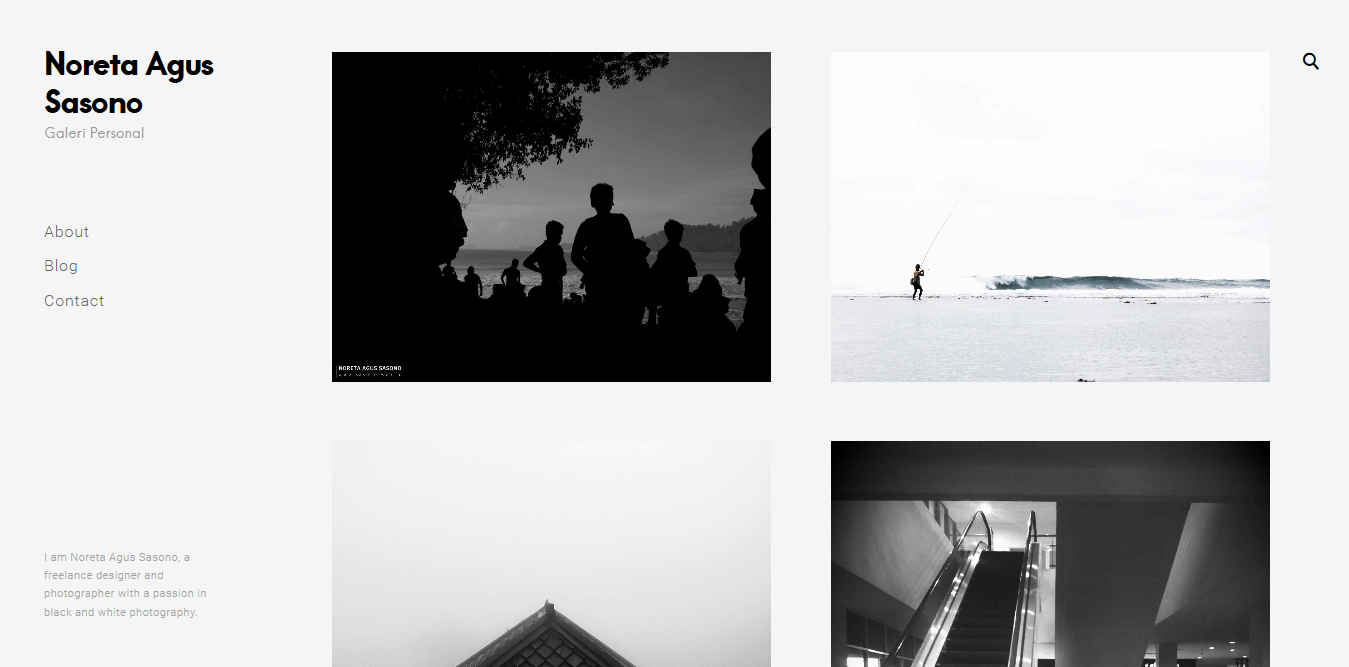 Noreta Agus
Sasono
Galeri Personal
About
Blog
Contact
I am Noreta Agus Sasono, a
freelance designer and
photographer with a passion in
black and white photography.
NORETA AGUS SASONO